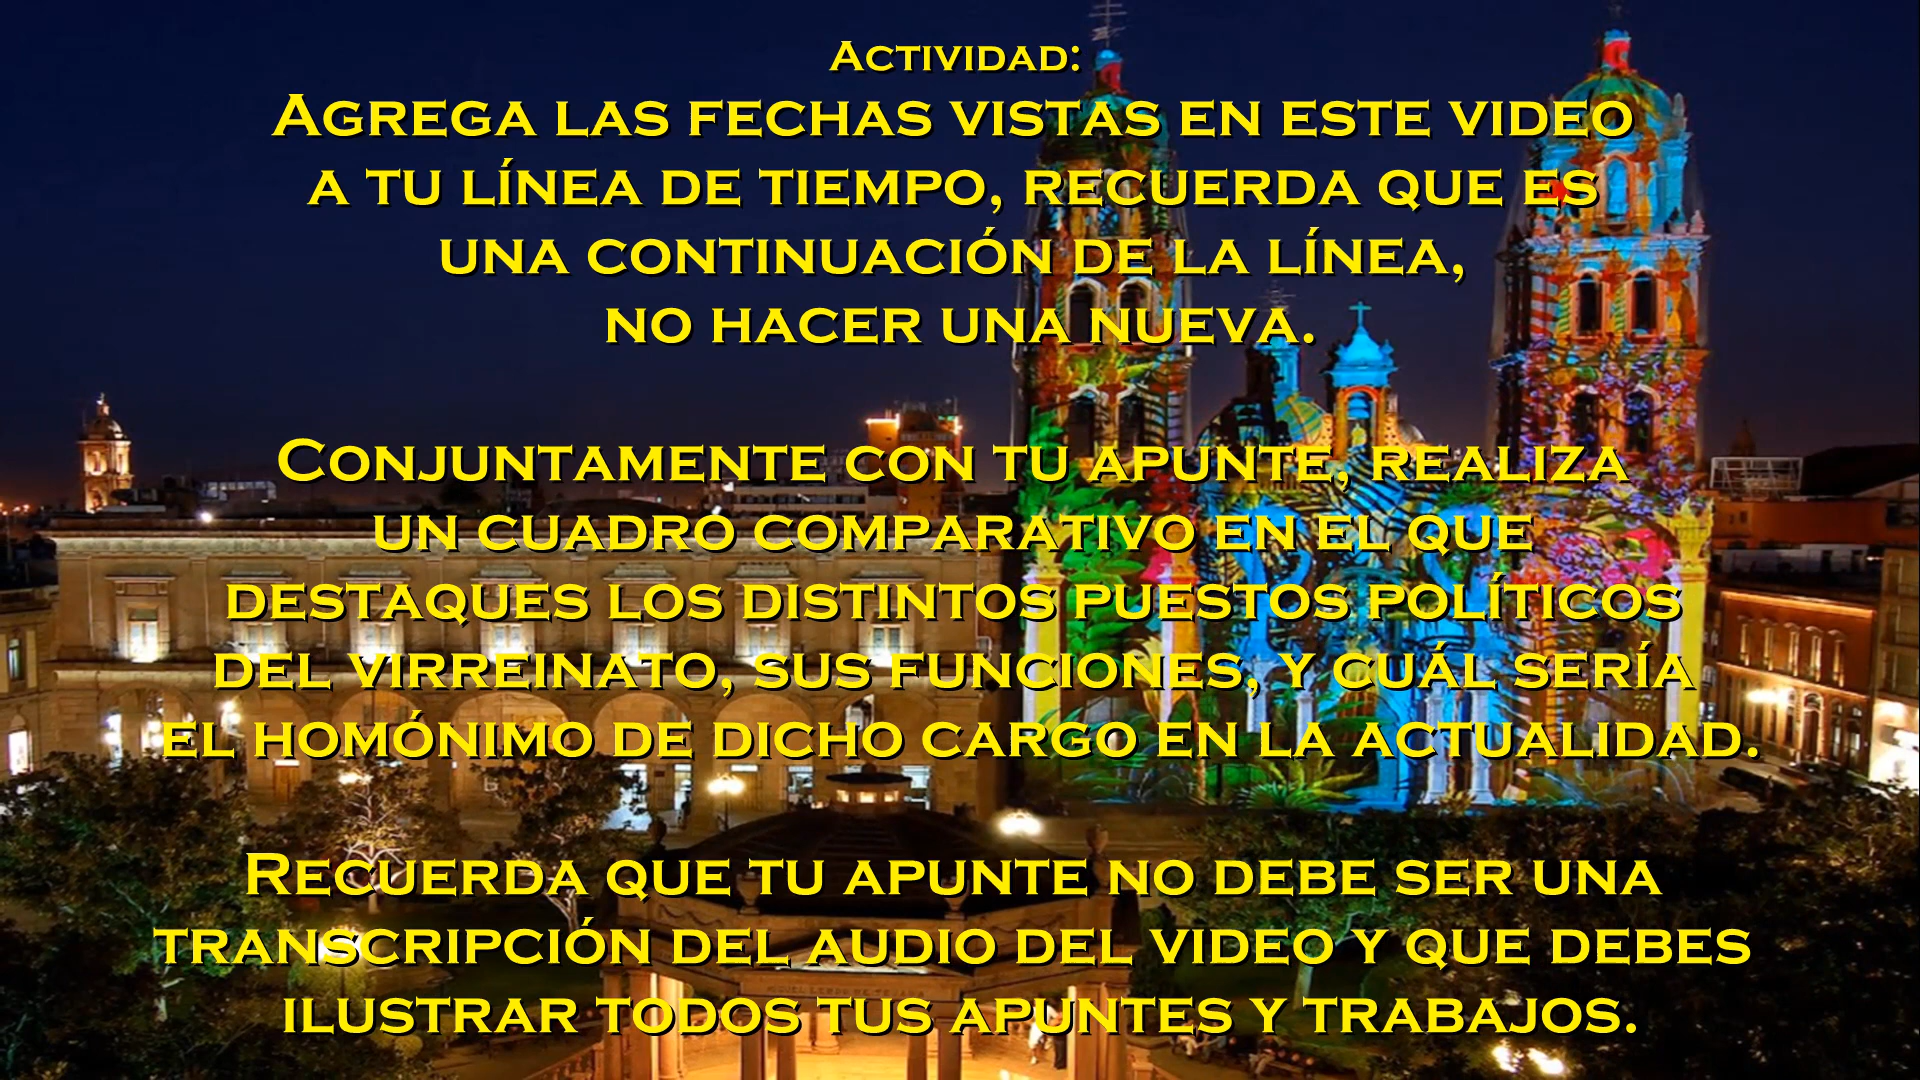 Actividad:
Agrega las fechas vistas en este video
a tu línea de tiempo, recuerda que es
una continuación de la línea,
no hacer una nueva.
Conjuntamente con tu apunte, realiza
un cuadro comparativo en el que
destaques los distintos puestos políticos
del virreinato, sus funciones, y cuál sería
el homónimo de dicho cargo en la actualidad.
Recuerda que tu apunte no debe ser una
transcripción del audio del video y que debes
ilustrar todos tus apuntes y trabajos.